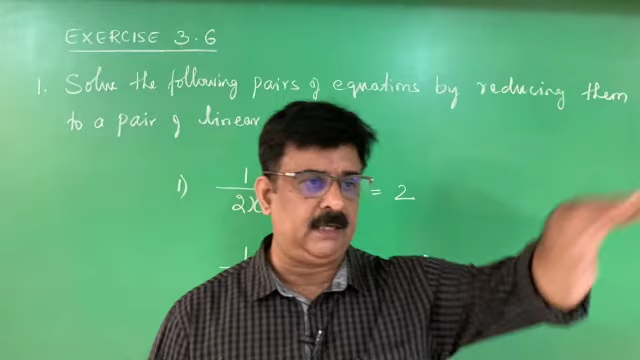 EXERCISE 3.6
1. Solve the following pairs of equations by reducing them
to a pair of linear
i) 1/2x = 2